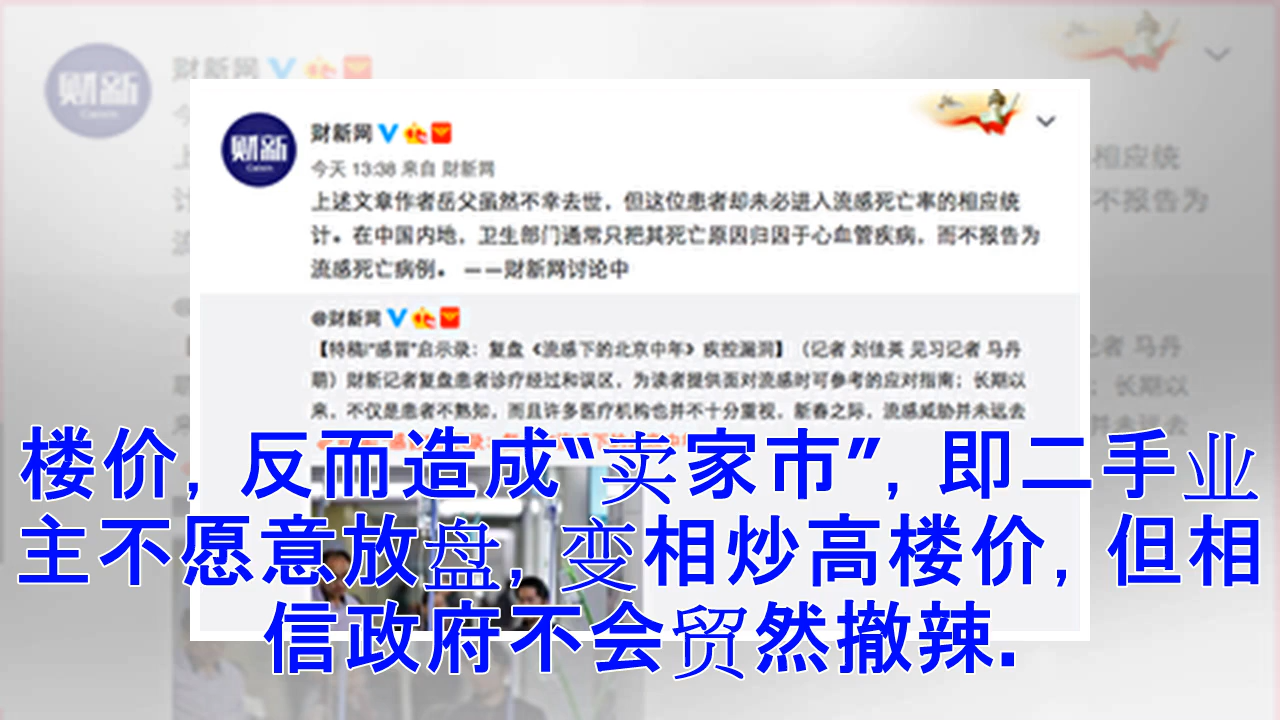 财新
Caixin
财新网
今天 13:38 来自 财新网
上述文章作者岳父虽然不幸去世，但这位患者却未必进入流感死亡率的相应统
计。在中国内地，卫生部门通常只把其死亡原因归因于心血管疾病，而不报告为
流感死亡病例。 ——财新网讨论中
@财新网
【特稿|"感冒"启示录：复盘《流感下的北京中年》疾控漏洞】（记者 刘佳英 见习记者 马丹
萌）财新记者复盘患者诊疗经过和误区，为读者提供面对流感时可参考的应对指南；长期以
来，不仅是患者不熟知，而且许多医疗机构也并不十分重视，新春之际，流感威胁并未远去
楼价, 反而造成“卖家市”, 即二手业
主不愿意放盘, 变相炒高楼价, 但相
信政府不会贸然撤辣.